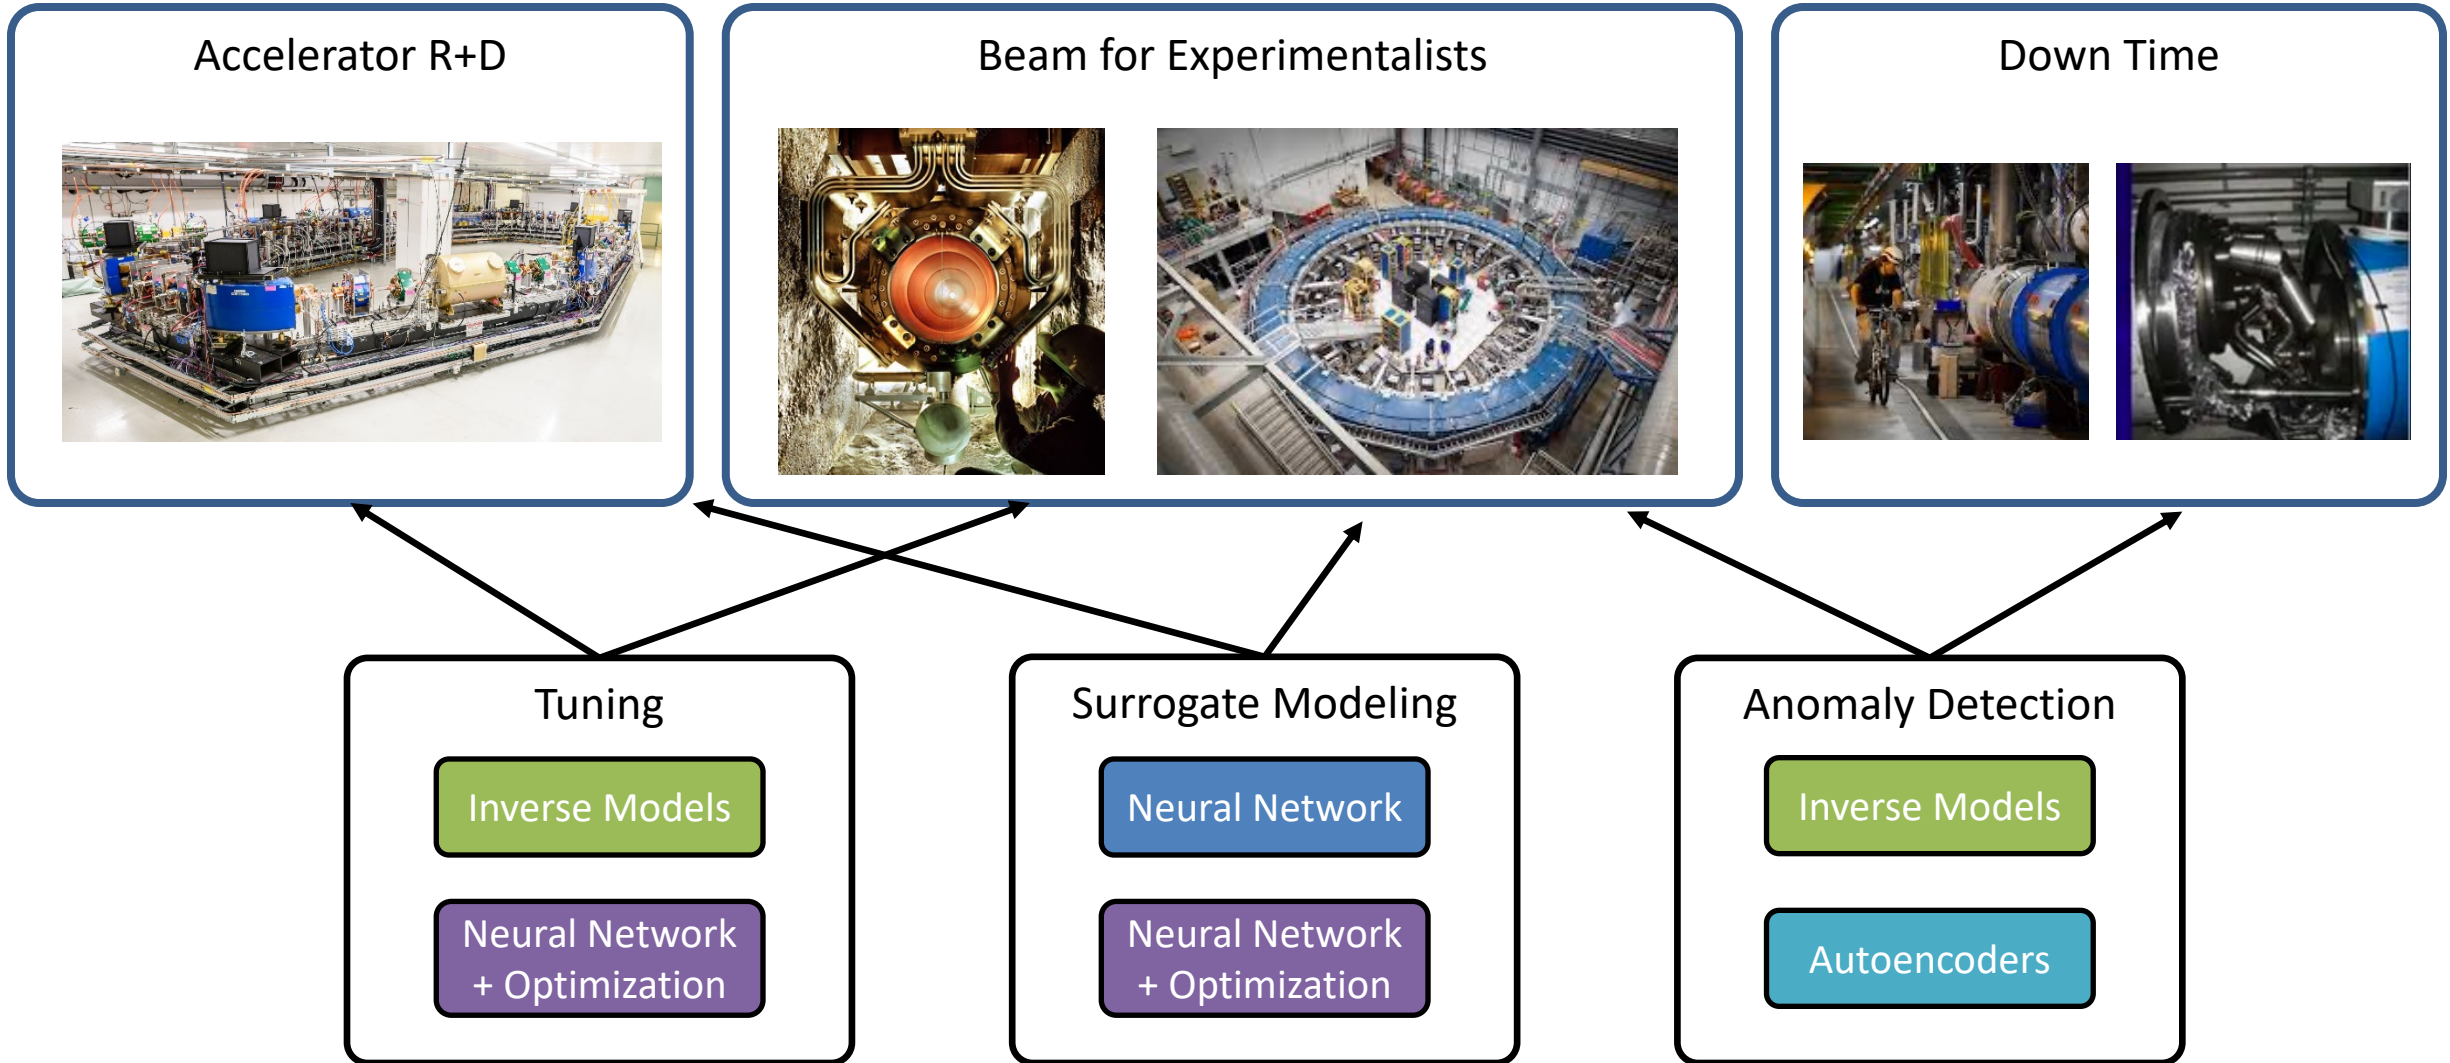 Accelerator R+D
Beam for Experimentalists
Down Time
Tuning
Inverse Models
Neural Network
+ Optimization
Surrogate Modeling
Neural Network
Neural Network
+ Optimization
Anomaly Detection
Inverse Models
Autoencoders